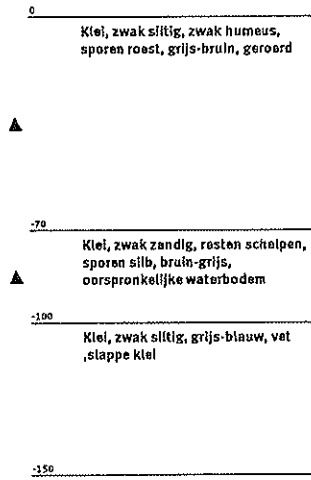 0
Klei, zwak siltig, zwak humeus,
sporen roest, grijs-bruin, geroerd
-70
Klei, zwak zandig, resten schelpen,
sporen silb, bruin-grijs,
oorspronkelijke waterbodem
-100
Klei, zwak siltig, grijs-blauw, vet
,slappe klei
-150